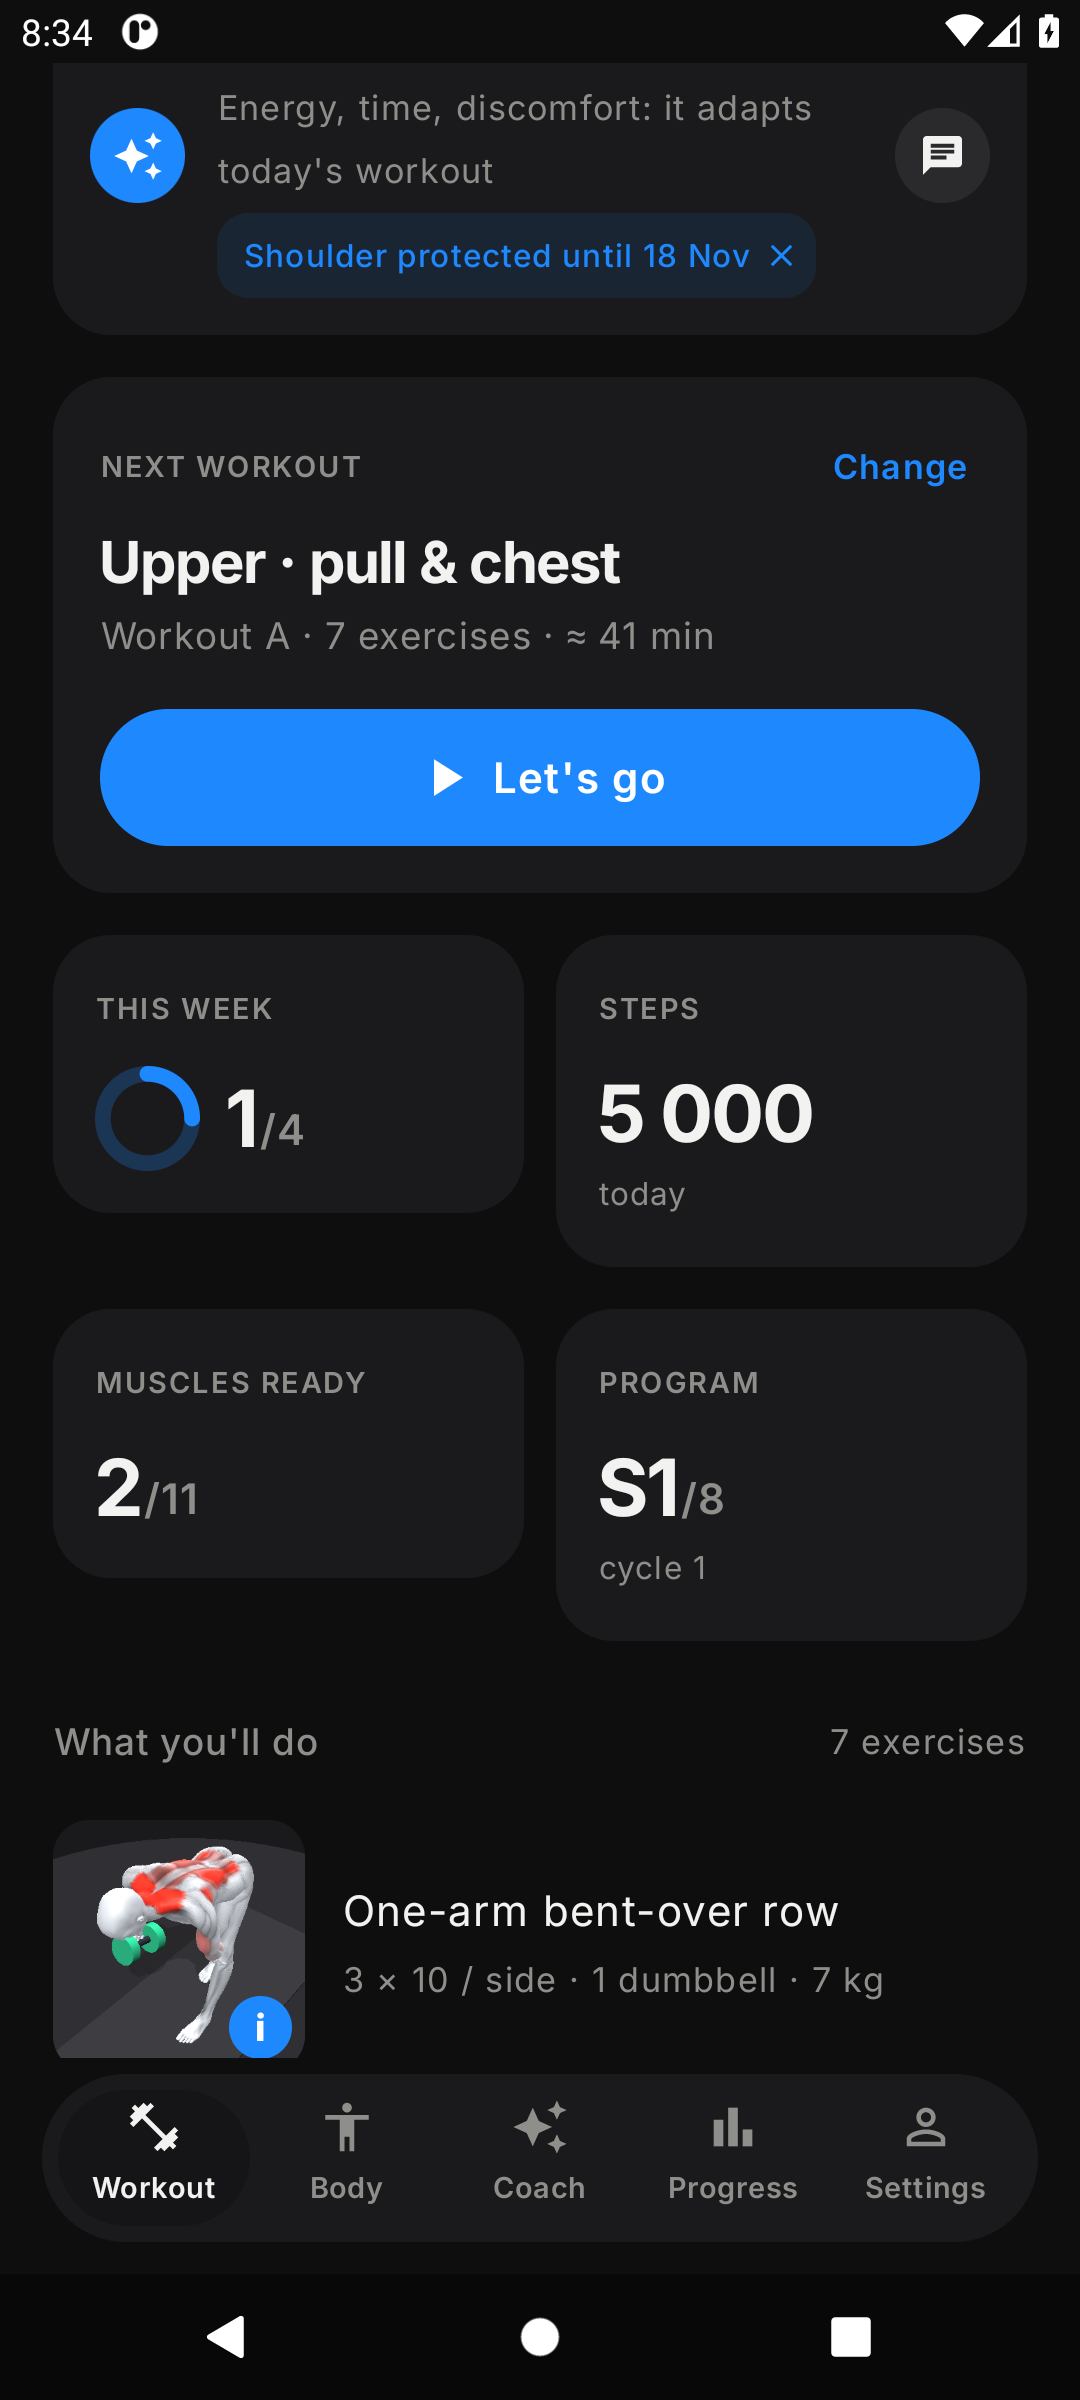 8:34
Energy, time, discomfort: it adapts
today's workout
Shoulder protected until 18 Nov
NEXT WORKOUT
Change
Upper · pull & chest
Workout A · 7 exercises · ≈ 41 min
Let's go
THIS WEEK
1/4
STEPS
5 000
today
MUSCLES READY
2/11
PROGRAM
S1/8
cycle 1
What you'll do
7 exercises
One-arm bent-over row
3 × 10 / side · 1 dumbbell · 7 kg
i
Workout
Body
Coach
Progress
Settings